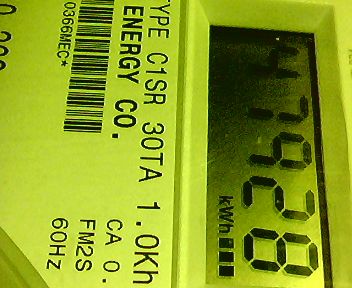 47928
kWh
TYPE C1SR 30TA 1.0Kh
ENERGY CO. CA 0.
FM2S
0366MEC* 60Hz